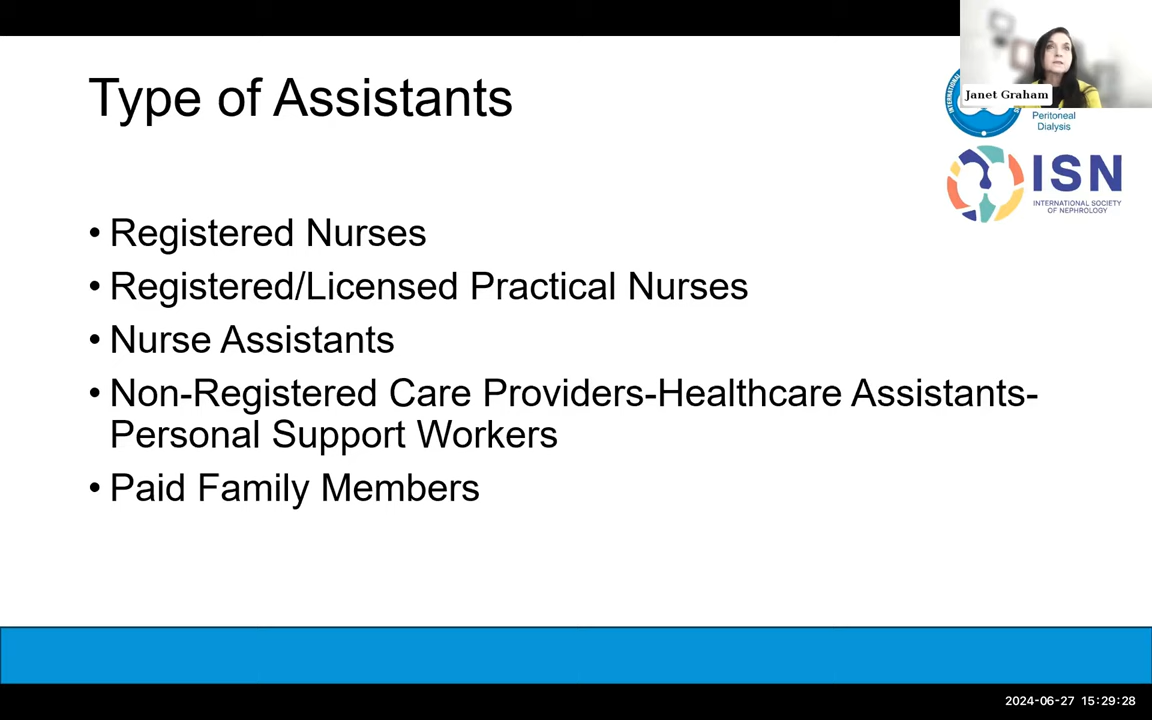 Type of Assistants
Janet Graham
Peritoneal
Dialysis
ISN
INTERNATIONAL SOCIETY
OF NEPHROLOGY
• Registered Nurses
• Registered/Licensed Practical Nurses
• Nurse Assistants
• Non-Registered Care Providers-Healthcare Assistants-
Personal Support Workers
• Paid Family Members
2024-06-27 15:29:28